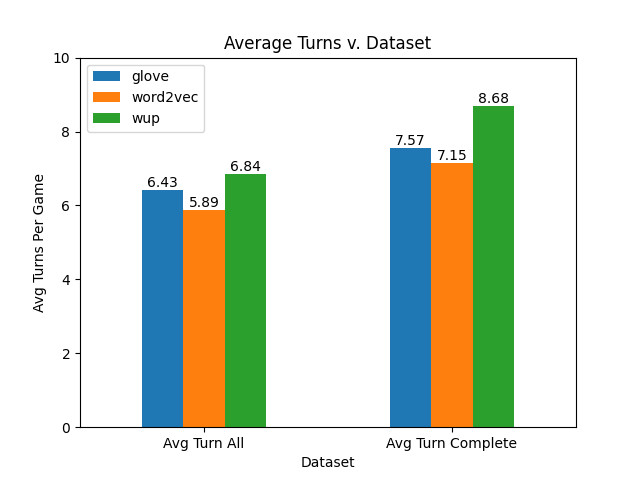 Average Turns v. Dataset
10
8
6
4
2
0
Avg Turns Per Game
glove
word2vec
wup
6.43
5.89
6.84
7.57
7.15
8.68
Avg Turn All
Avg Turn Complete
Dataset